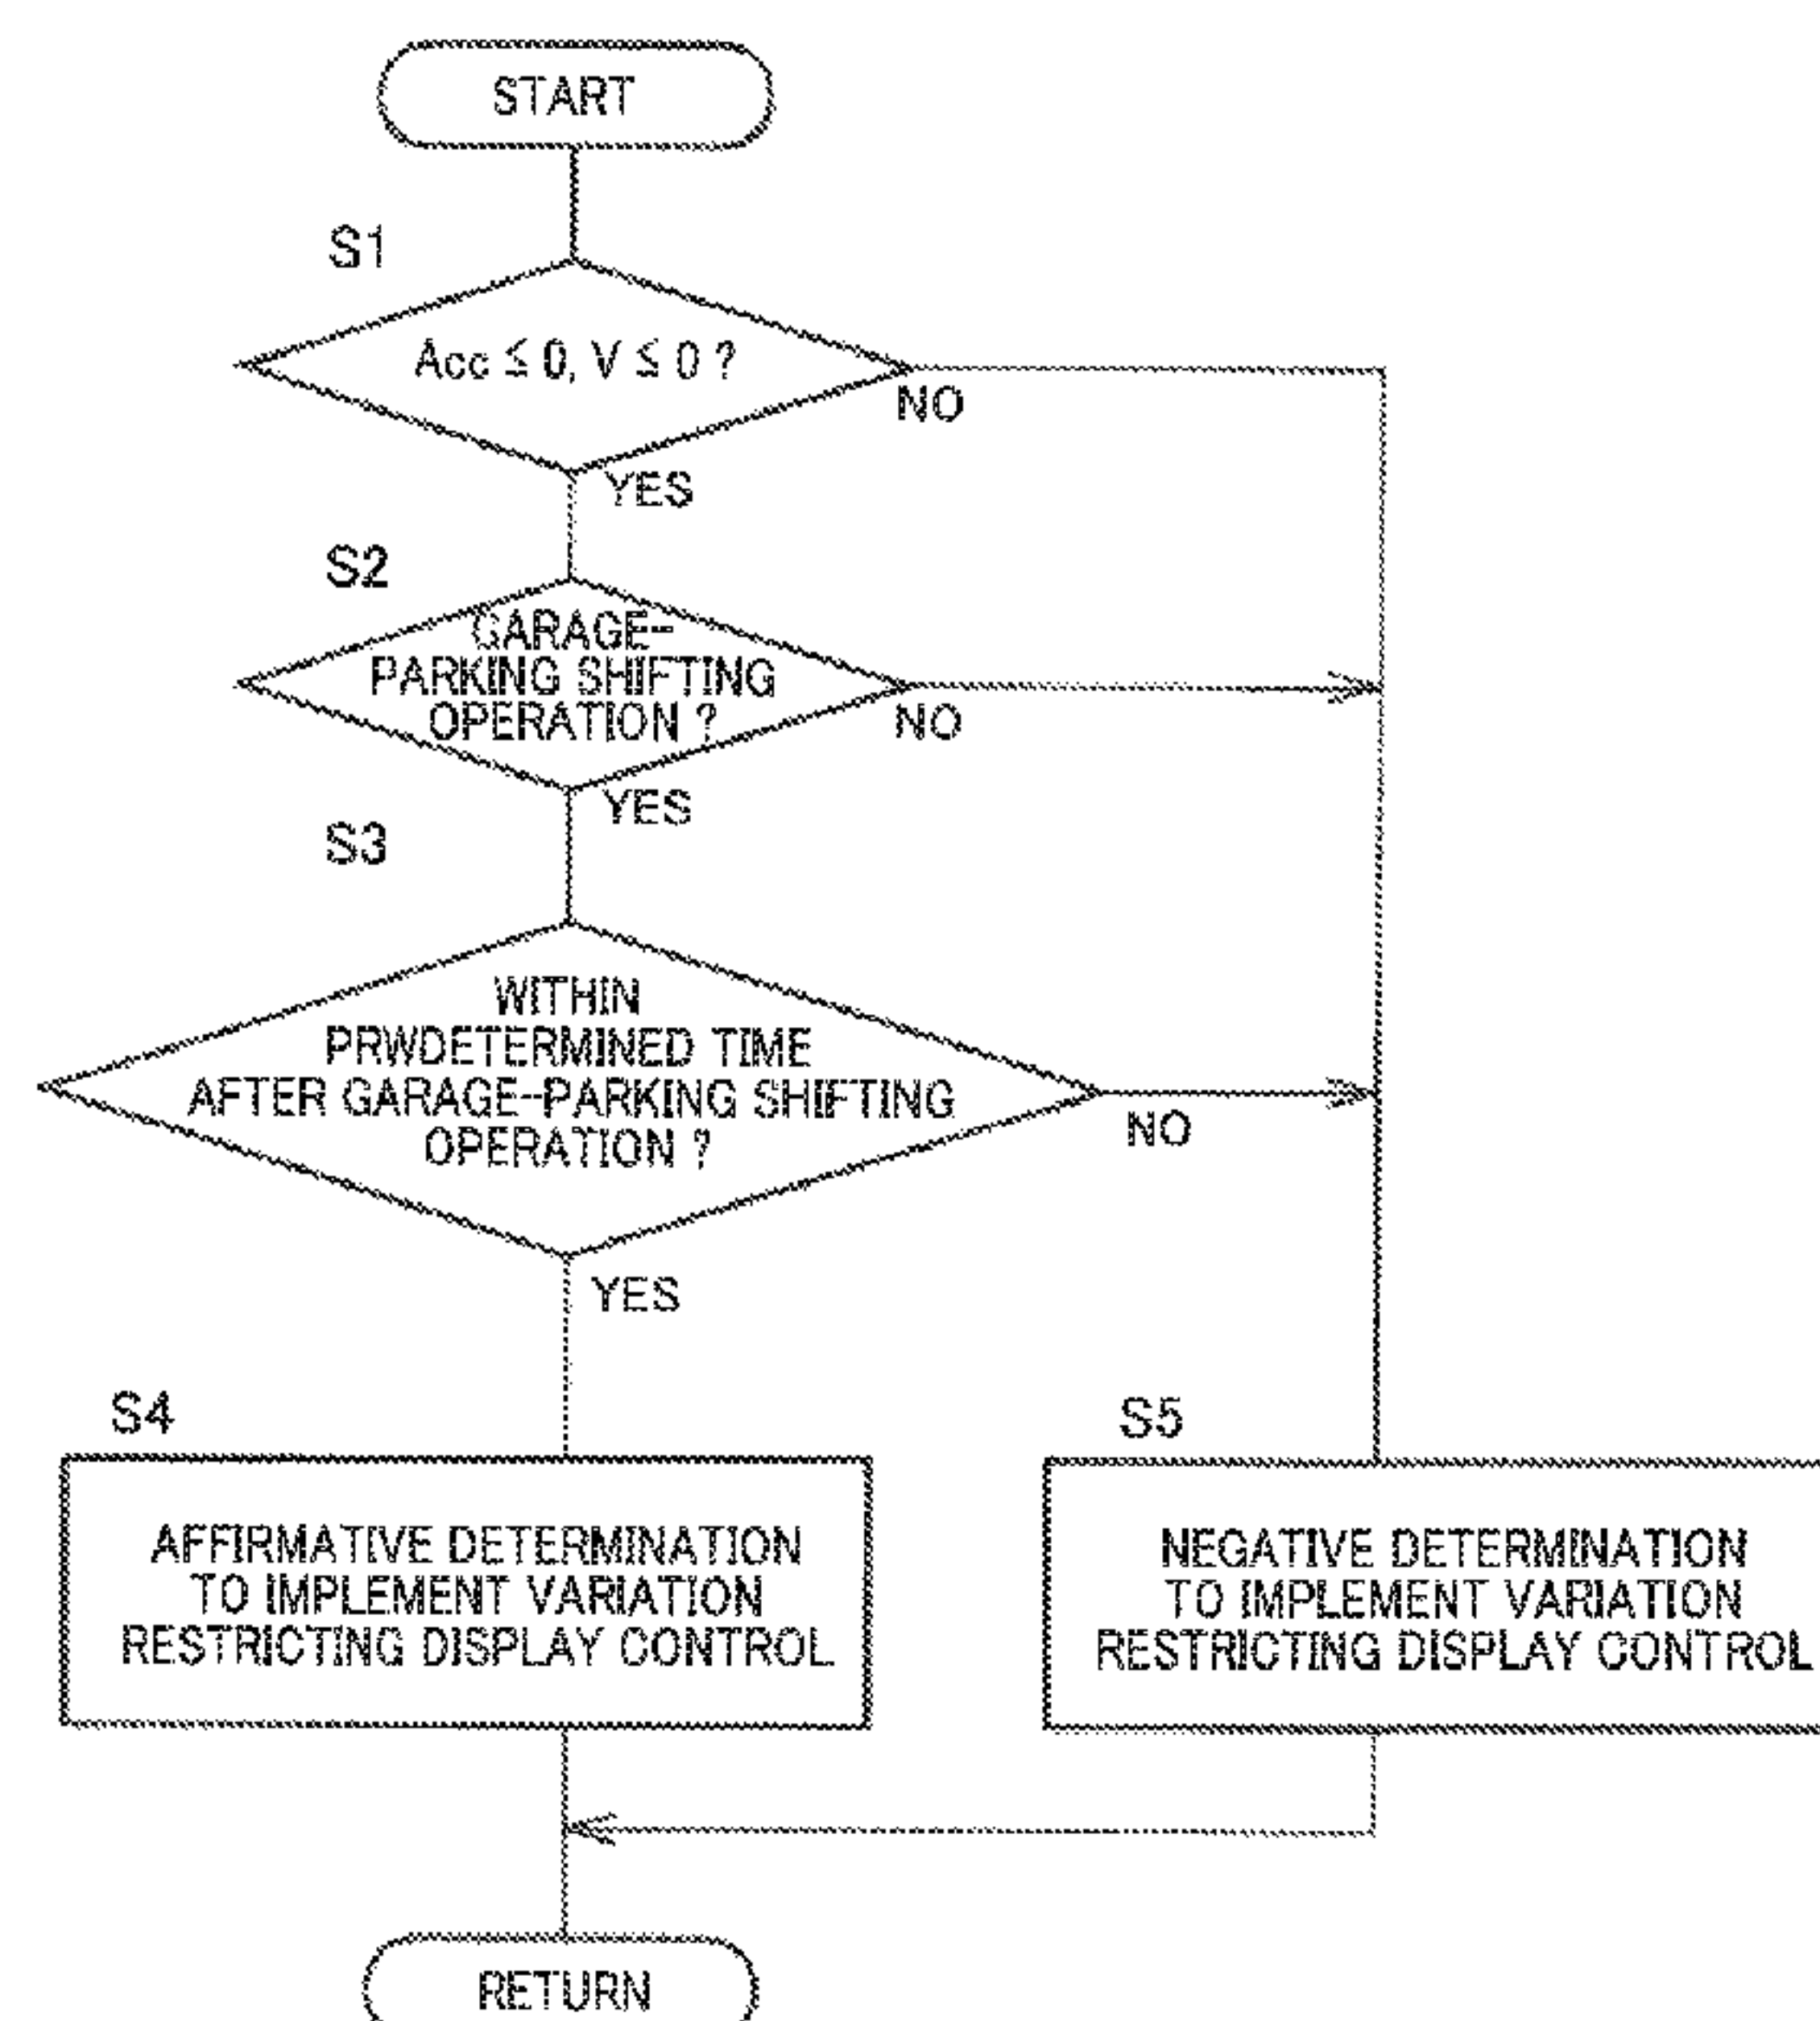 START
S1
Acc ≦ 0, V ≦ 0 ?
NO
YES
S2
GARAGE-
PARKING SHIFTING
OPERATION ?
NO
YES
S3
WITHIN
PRWDETERMINED TIME
AFTER GARAGE-PARKING SHIFTING
OPERATION ?
NO
YES
S4
AFFIRMATIVE DETERMINATION
TO IMPLEMENT VARIATION
RESTRICTING DISPLAY CONTROL
S5
NEGATIVE DETERMINATION
TO IMPLEMENT VARIATION
RESTRICTING DISPLAY CONTROL
RETURN